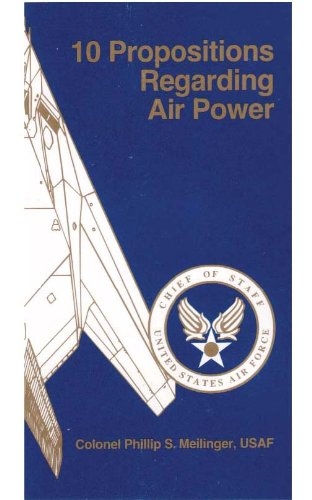 10 Propositions
Regarding
Air Power
CHIEF OF STAFF
UNITED STATES AIR FORCE
Colonel Phillip S. Meilinger, USAF